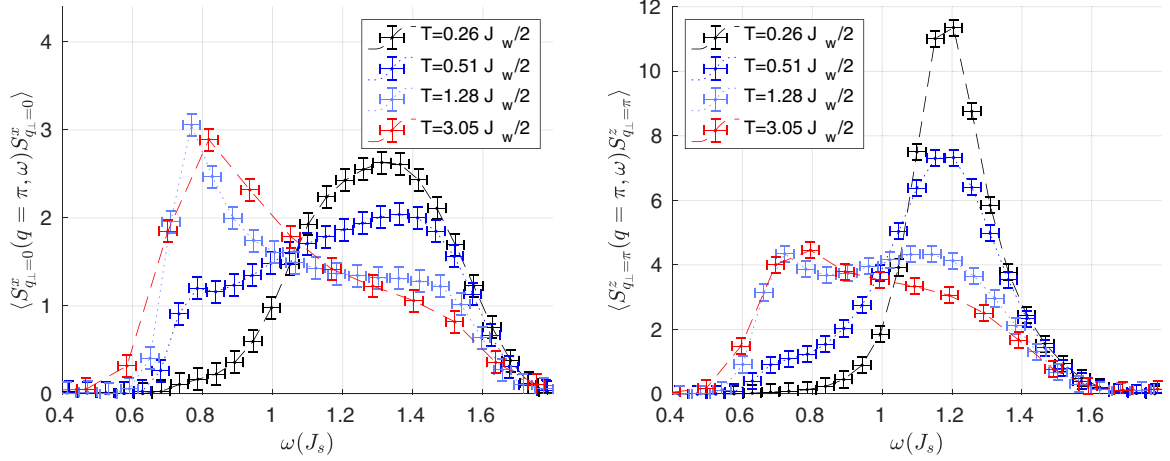 ⟨S^x_{q⊥=0}(q = π, ω)S^x_{q⊥=0}⟩
4
3
2
1
0
0.4 0.6 0.8 1 1.2 1.4 1.6
ω(J_s)
T=0.26 J_w/2
T=0.51 J_w/2
T=1.28 J_w/2
T=3.05 J_w/2
⟨S^z_{q⊥=π}(q = π, ω)S^z_{q⊥=π}⟩
12
10
8
6
4
2
0
0.4 0.6 0.8 1 1.2 1.4 1.6
ω(J_s)
T=0.26 J_w/2
T=0.51 J_w/2
T=1.28 J_w/2
T=3.05 J_w/2